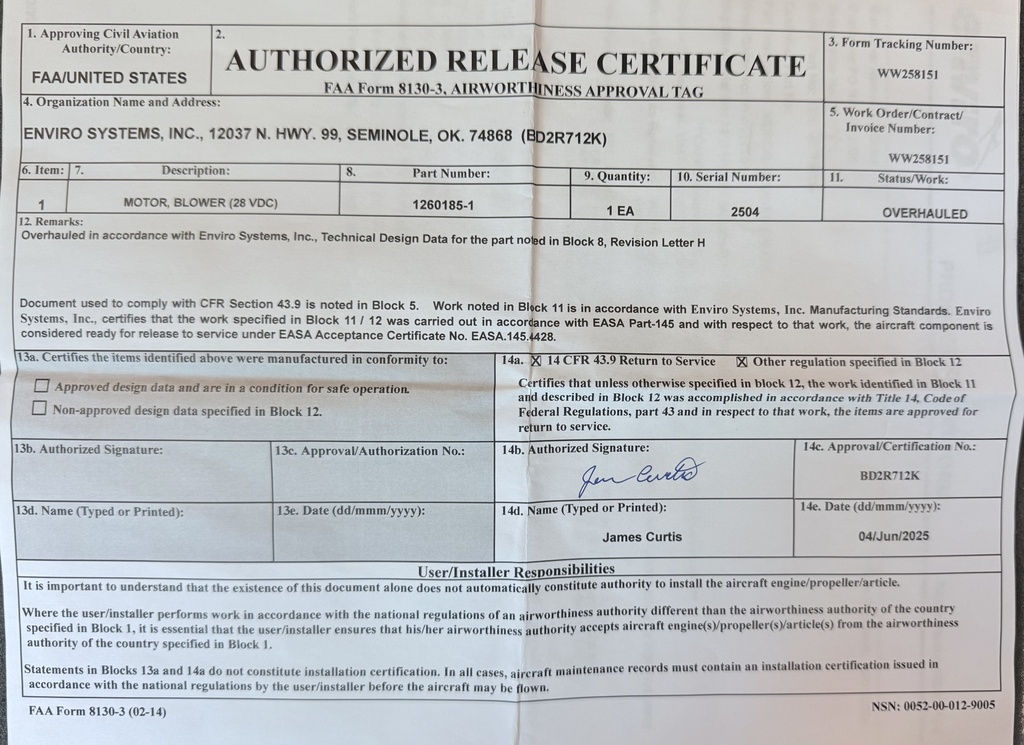 1. Approving Civil Aviation
Authority/Country:
FAA/UNITED STATES
2.
AUTHORIZED RELEASE CERTIFICATE
FAA Form 8130-3, AIRWORTHINESS APPROVAL TAG
3. Form Tracking Number:
WW258151
4. Organization Name and Address:
ENVIRO SYSTEMS, INC., 12037 N. HWY. 99, SEMINOLE, OK. 74868 (BD2R712K)
5. Work Order/Contract/
Invoice Number:
WW258151
6. Item: 7. Description: 8. Part Number: 9. Quantity: 10. Serial Number: 11. Status/Work:
1 MOTOR, BLOWER (28 VDC) 1260185-1 1 EA 2504 OVERHAULED
12. Remarks:
Overhauled in accordance with Enviro Systems, Inc., Technical Design Data for the part noted in Block 8, Revision Letter H
Document used to comply with CFR Section 43.9 is noted in Block 5. Work noted in Block 11 is in accordance with Enviro Systems, Inc. Manufacturing Standards. Enviro
Systems, Inc., certifies that the work specified in Block 11 / 12 was carried out in accordance with EASA Part-145 and with respect to that work, the aircraft component is
considered ready for release to service under EASA Acceptance Certificate No. EASA.145.4428.
13a. Certifies the items identified above were manufactured in conformity to:
☐ Approved design data and are in a condition for safe operation.
☐ Non-approved design data specified in Block 12.
14a. ☒ 14 CFR 43.9 Return to Service ☒ Other regulation specified in Block 12
Certifies that unless otherwise specified in block 12, the work identified in Block 11
and described in Block 12 was accomplished in accordance with Title 14, Code of
Federal Regulations, part 43 and in respect to that work, the items are approved for
return to service.
13b. Authorized Signature:
13c. Approval/Authorization No.:
14b. Authorized Signature:
Jem Curtis
14c. Approval/Certification No.:
BD2R712K
13d. Name (Typed or Printed):
13e. Date (dd/mmm/yyyy):
14d. Name (Typed or Printed):
James Curtis
14e. Date (dd/mmm/yyyy):
04/Jun/2025
User/Installer Responsibilities
It is important to understand that the existence of this document alone does not automatically constitute authority to install the aircraft engine/propeller/article.
Where the user/installer performs work in accordance with the national regulations of an airworthiness authority different than the airworthiness authority of the country
specified in Block 1, it is essential that the user/installer ensures that his/her airworthiness authority accepts aircraft engine(s)/propeller(s)/article(s) from the airworthiness
authority of the country specified in Block 1.
Statements in Blocks 13a and 14a do not constitute installation certification. In all cases, aircraft maintenance records must contain an installation certification issued in
accordance with the national regulations by the user/installer before the aircraft may be flown.
FAA Form 8130-3 (02-14)
NSN: 0052-00-012-9005